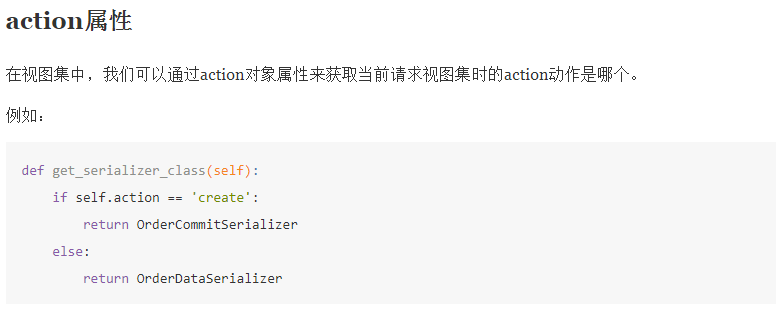 action属性
在视图集中，我们可以通过action对象属性来获取当前请求视图集时的action动作是哪个。
例如：
def get_serializer_class(self):
    if self.action == 'create':
        return OrderCommitSerializer
    else:
        return OrderDataSerializer